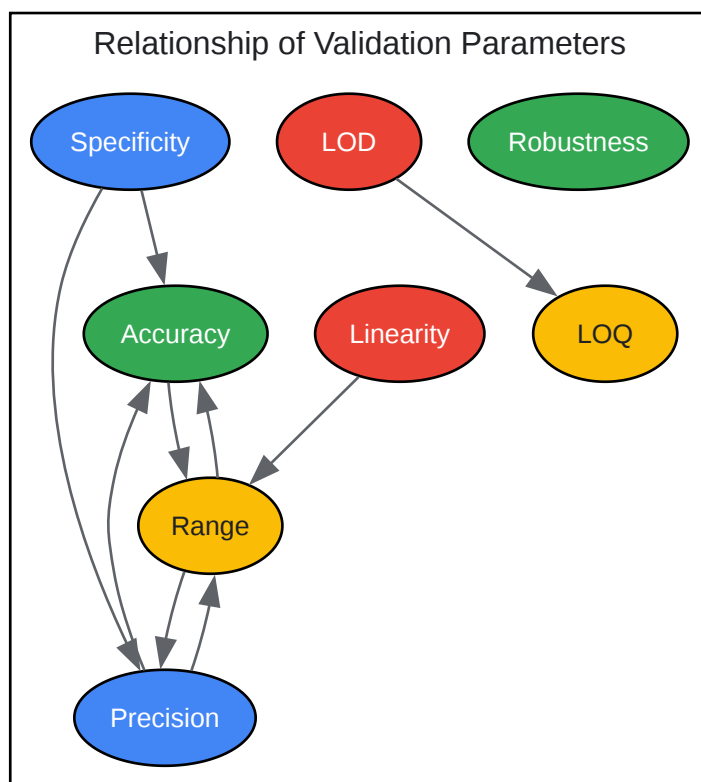 Relationship of Validation Parameters
Specificity
LOD
Robustness
Accuracy
Linearity
LOQ
Range
Precision